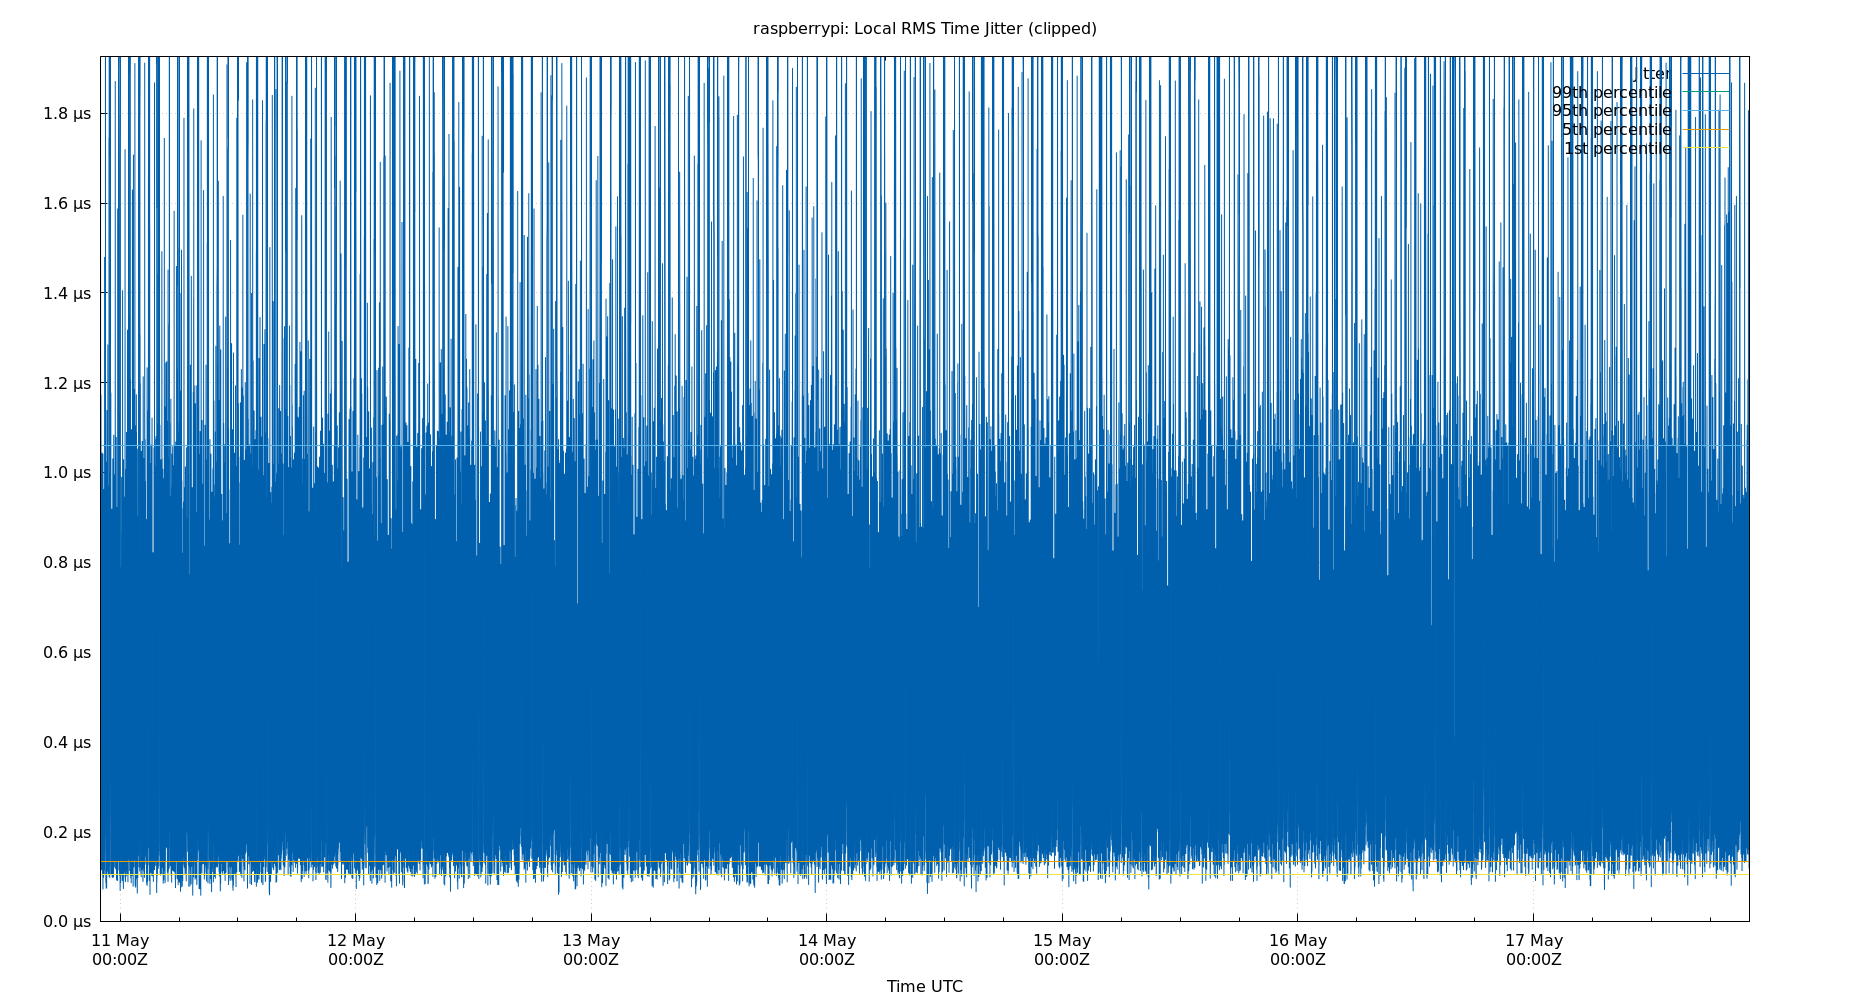 raspberrypi: Local RMS Time Jitter (clipped)
jitter
99th percentile
95th percentile
5th percentile
1st percentile
1.8 μs
1.6 μs
1.4 μs
1.2 μs
1.0 μs
0.8 μs
0.6 μs
0.4 μs
0.2 μs
0.0 μs
11 May 12 May 13 May 14 May 15 May 16 May 17 May
00:00Z 00:00Z 00:00Z 00:00Z 00:00Z 00:00Z 00:00Z
Time UTC